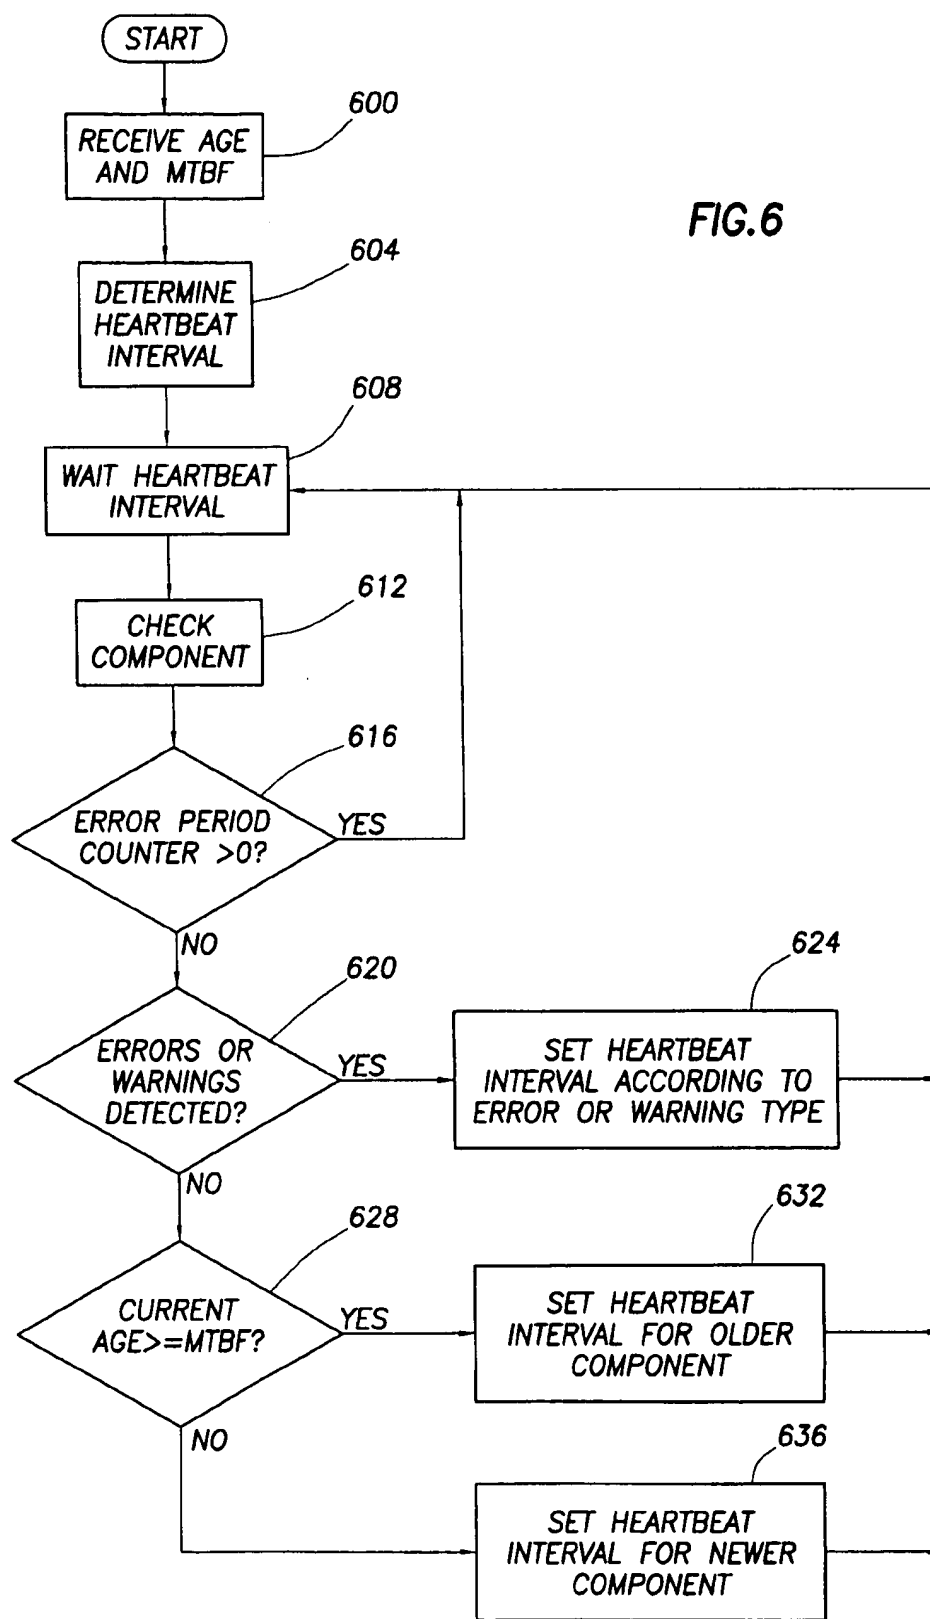 START
600
RECEIVE AGE
AND MTBF
FIG.6
604
DETERMINE
HEARTBEAT
INTERVAL
608
WAIT HEARTBEAT
INTERVAL
612
CHECK
COMPONENT
616
ERROR PERIOD
COUNTER >0?
YES
NO
620
624
ERRORS OR
WARNINGS
DETECTED?
YES
SET HEARTBEAT
INTERVAL ACCORDING TO
ERROR OR WARNING TYPE
NO
628
632
CURRENT
AGE>=MTBF?
YES
SET HEARTBEAT
INTERVAL FOR OLDER
COMPONENT
NO
636
SET HEARTBEAT
INTERVAL FOR NEWER
COMPONENT